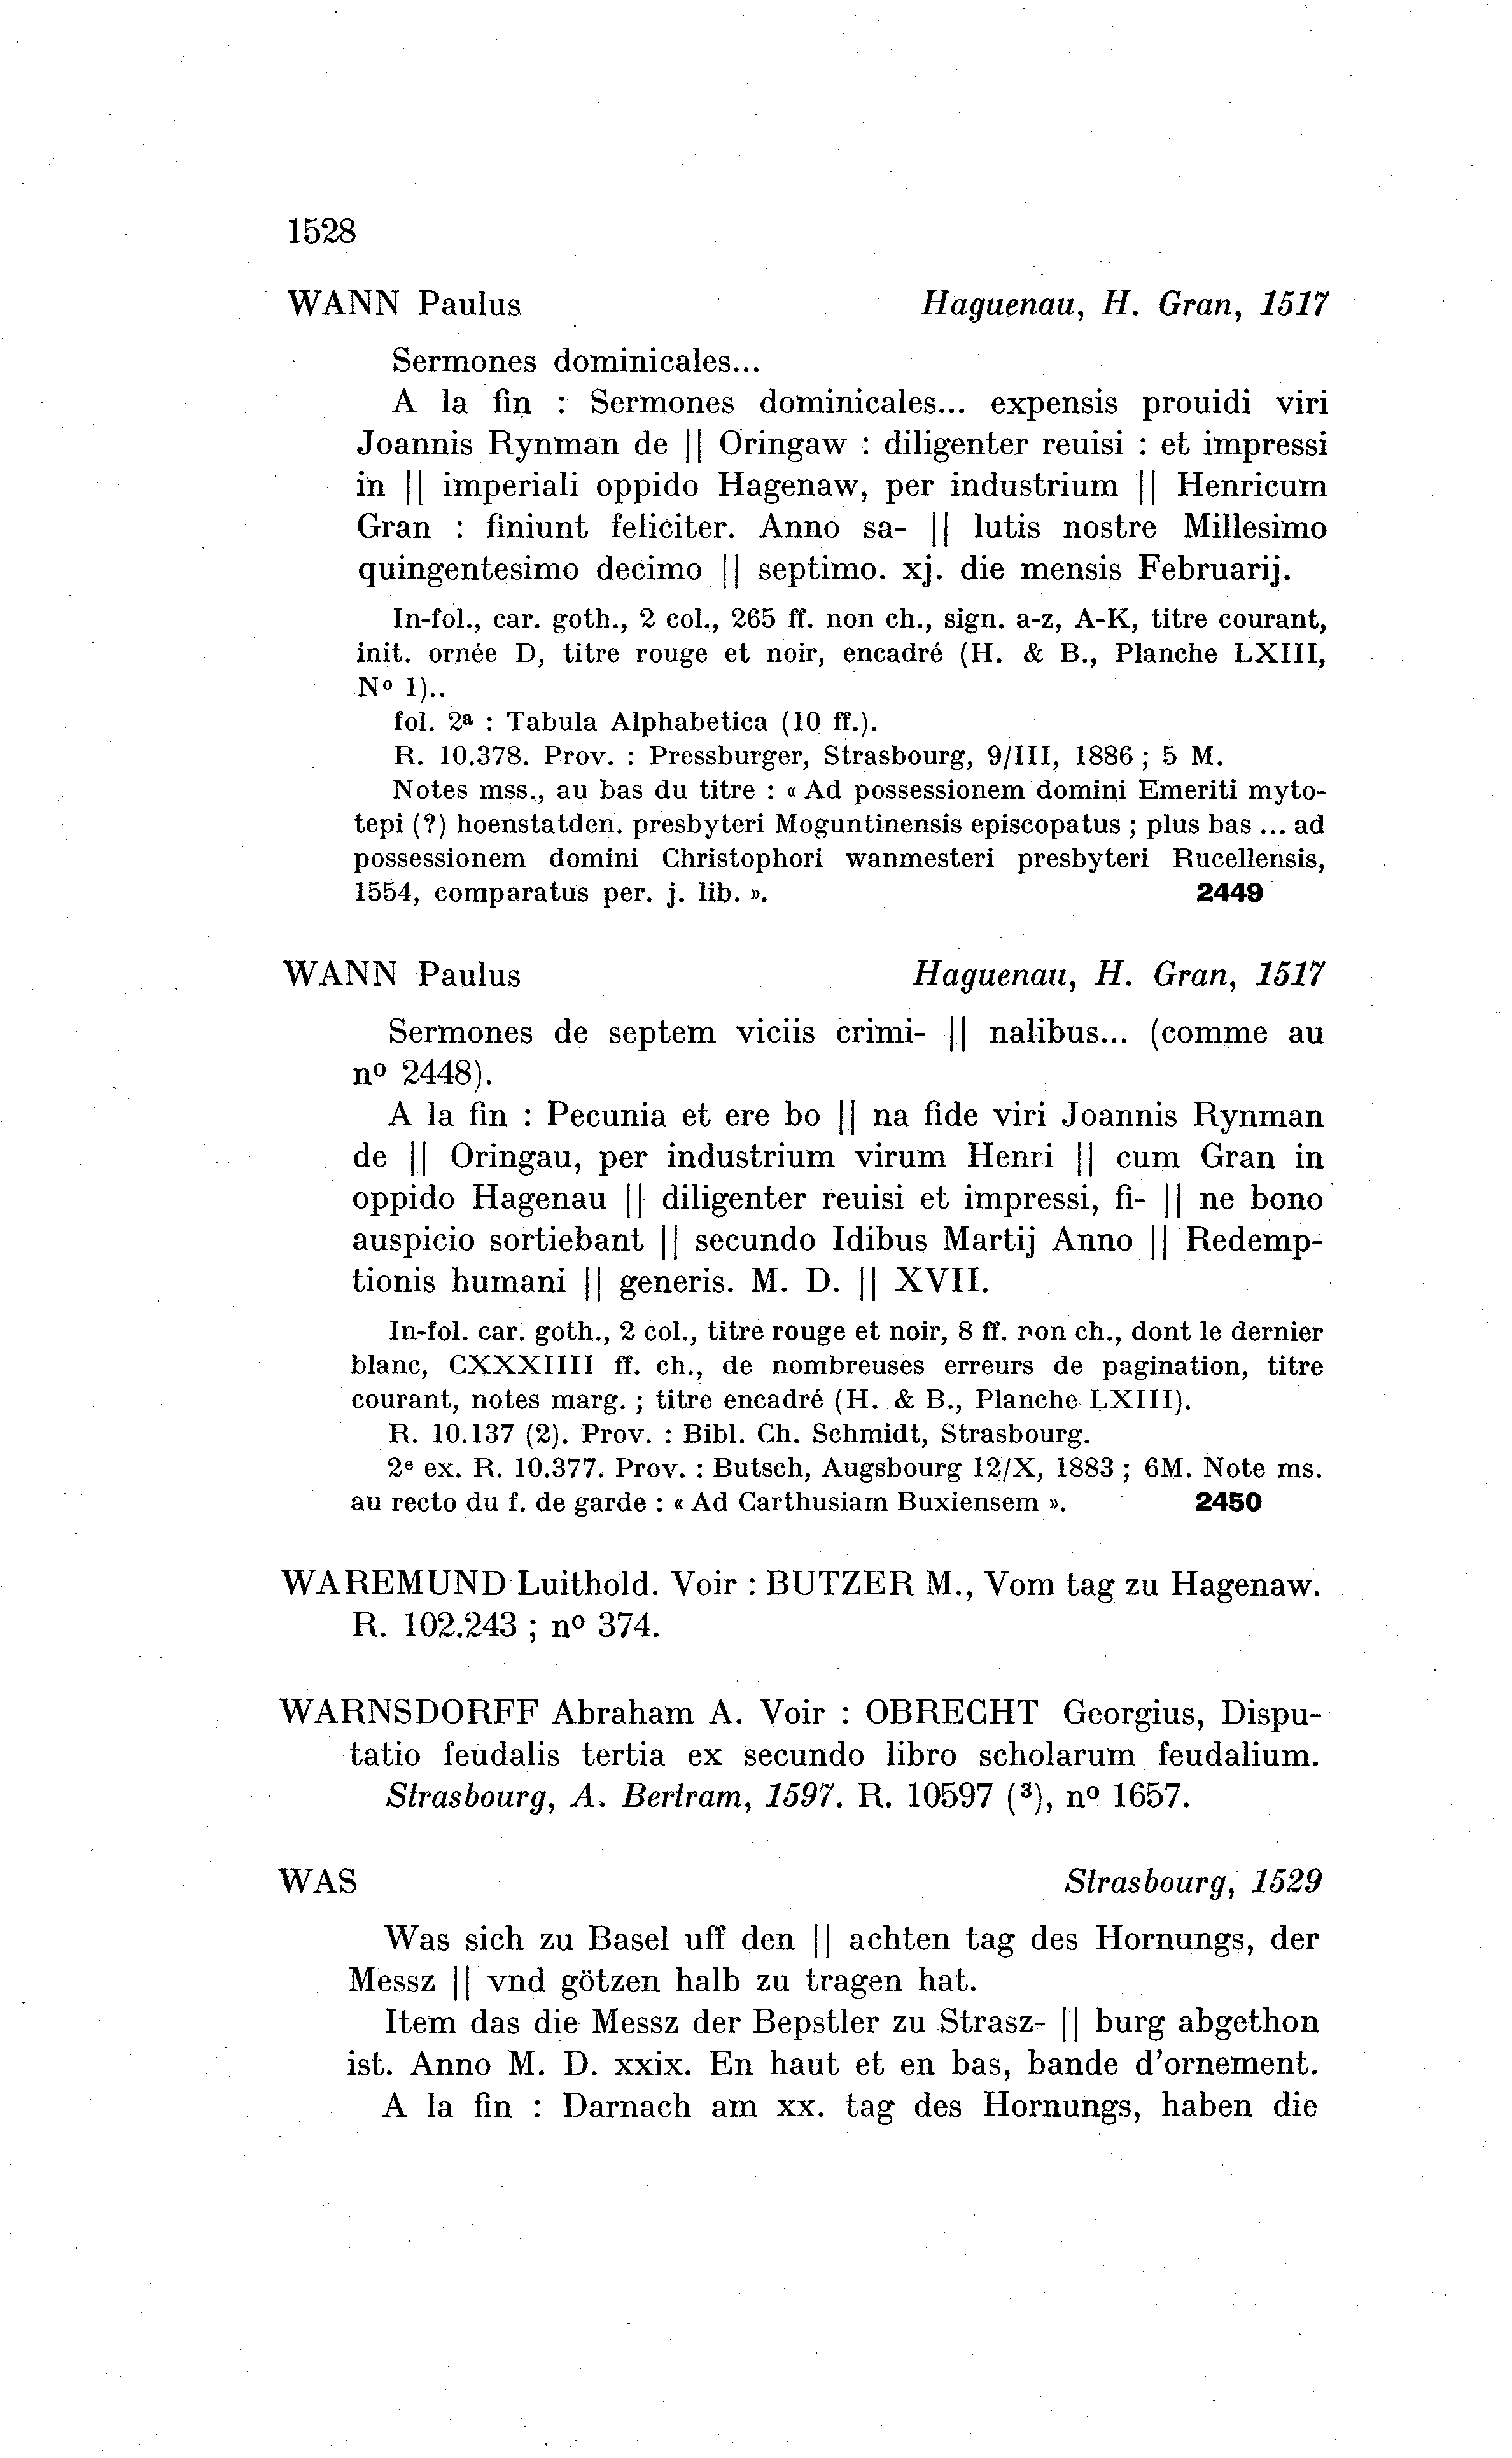 1528
WANN Paulus Haguenau, H. Gran, 1517
Sermones dominicales...
A la fin : Sermones dominicales... expensis prouidi viri
Joannis Rynman de || Oringaw : diligenter reuisi : et impressi
in || imperiali oppido Hagenaw, per industrium || Henricum
Gran : finiunt feliciter. Anno sa- || lutis nostre Millesimo
quingentesimo decimo || septimo. xj. die mensis Februarij.
In-fol., car. goth., 2 col., 265 ff. non ch., sign. a-z, A-K, titre courant,
init. ornée D, titre rouge et noir, encadré (H. & B., Planche LXIII,
Nº 1)..
fol. 2ª : Tabula Alphabetica (10 ff.).
R. 10.378. Prov. : Pressburger, Strasbourg, 9/III, 1886 ; 5 M.
Notes mss., au bas du titre : « Ad possessionem domini Emeriti myto-
tepi (?) hoenstatden. presbyteri Moguntinensis episcopatus ; plus bas ... ad
possessionem domini Christophori wanmesteri presbyteri Rucellensis,
1554, comparatus per. j. lib. ». 2449
WANN Paulus Haguenau, H. Gran, 1517
Sermones de septem viciis crimi- || nalibus... (comme au
nº 2448).
A la fin : Pecunia et ere bo || na fide viri Joannis Rynman
de || Oringau, per industrium virum Henri || cum Gran in
oppido Hagenau || diligenter reuisi et impressi, fi- || ne bono
auspicio sortiebant || secundo Idibus Martij Anno || Redemp-
tionis humani || generis. M. D. || XVII.
In-fol. car. goth., 2 col., titre rouge et noir, 8 ff. non ch., dont le dernier
blanc, CXXXIIII ff. ch., de nombreuses erreurs de pagination, titre
courant, notes marg. ; titre encadré (H. & B., Planche LXIII).
R. 10.137 (2). Prov. : Bibl. Ch. Schmidt, Strasbourg.
2e ex. R. 10.377. Prov. : Butsch, Augsbourg 12/X, 1883 ; 6M. Note ms.
au recto du f. de garde : « Ad Carthusiam Buxiensem ». 2450
WAREMUND Luithold. Voir : BUTZER M., Vom tag zu Hagenaw.
R. 102.243 ; nº 374.
WARNSDORFF Abraham A. Voir : OBRECHT Georgius, Dispu-
tatio feudalis tertia ex secundo libro scholarum feudalium.
Strasbourg, A. Bertram, 1597. R. 10597 (³), nº 1657.
WAS Strasbourg, 1529
Was sich zu Basel uff den || achten tag des Hornungs, der
Messz || vnd götzen halb zu tragen hat.
Item das die Messz der Bepstler zu Strasz- || burg abgethon
ist. Anno M. D. xxix. En haut et en bas, bande d'ornement.
A la fin : Darnach am xx. tag des Hornungs, haben die